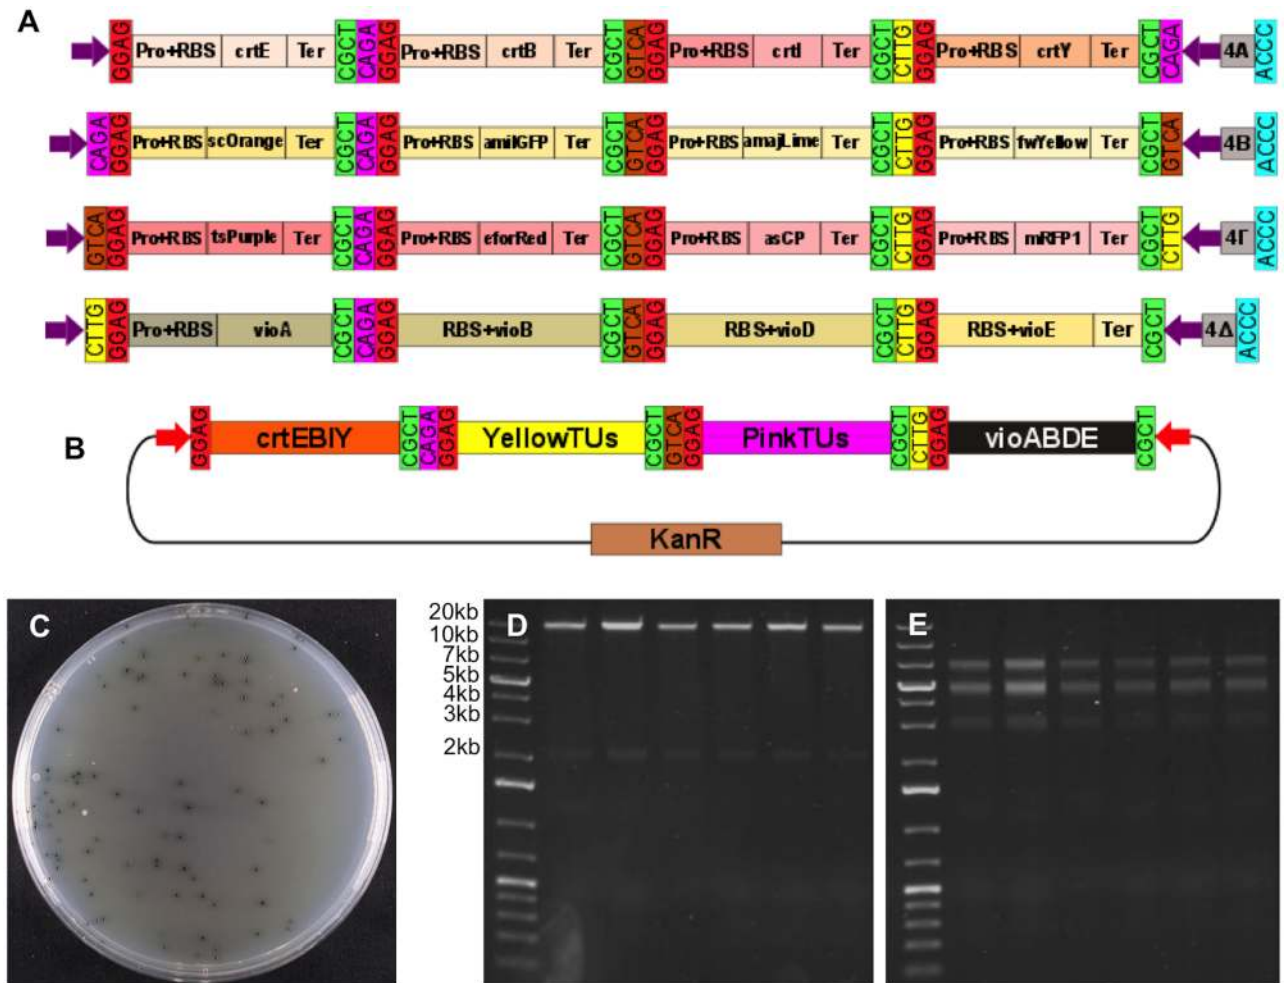 A
GGAG Pro+RBS crtE Ter CGCT CAGA GGAG Pro+RBS crtB Ter CGCT GTCA GGAG Pro+RBS crtI Ter CGCT CTTG GGAG Pro+RBS crtY Ter CGCT CAGA 4A ACCC
CAGA GGAG Pro+RBS scOrange Ter CGCT CAGA GGAG Pro+RBS amilGFP Ter CGCT GTCA GGAG Pro+RBS amajLime Ter CGCT CTTG GGAG Pro+RBS fwYellow Ter CGCT GTCA 4B ACCC
GTCA GGAG Pro+RBS tsPurple Ter CGCT CAGA GGAG Pro+RBS eforRed Ter CGCT GTCA GGAG Pro+RBS asCP Ter CGCT CTTG GGAG Pro+RBS mRFP1 Ter CGCT CTTG 4Γ ACCC
CTTG GGAG Pro+RBS vioA CGCT CAGA GGAG RBS+vioB CGCT GTCA GGAG RBS+vioD CGCT CTTG GGAG RBS+vioE Ter CGCT 4Δ ACCC
B
GGAG crtEBIY CGCT CAGA GGAG YellowTUs CGCT GTCA GGAG PinkTUs CGCT CTTG GGAG vioABDE CGCT
KanR
C
20kb
10kb
7kb
5kb
4kb
3kb
2kb
D
E